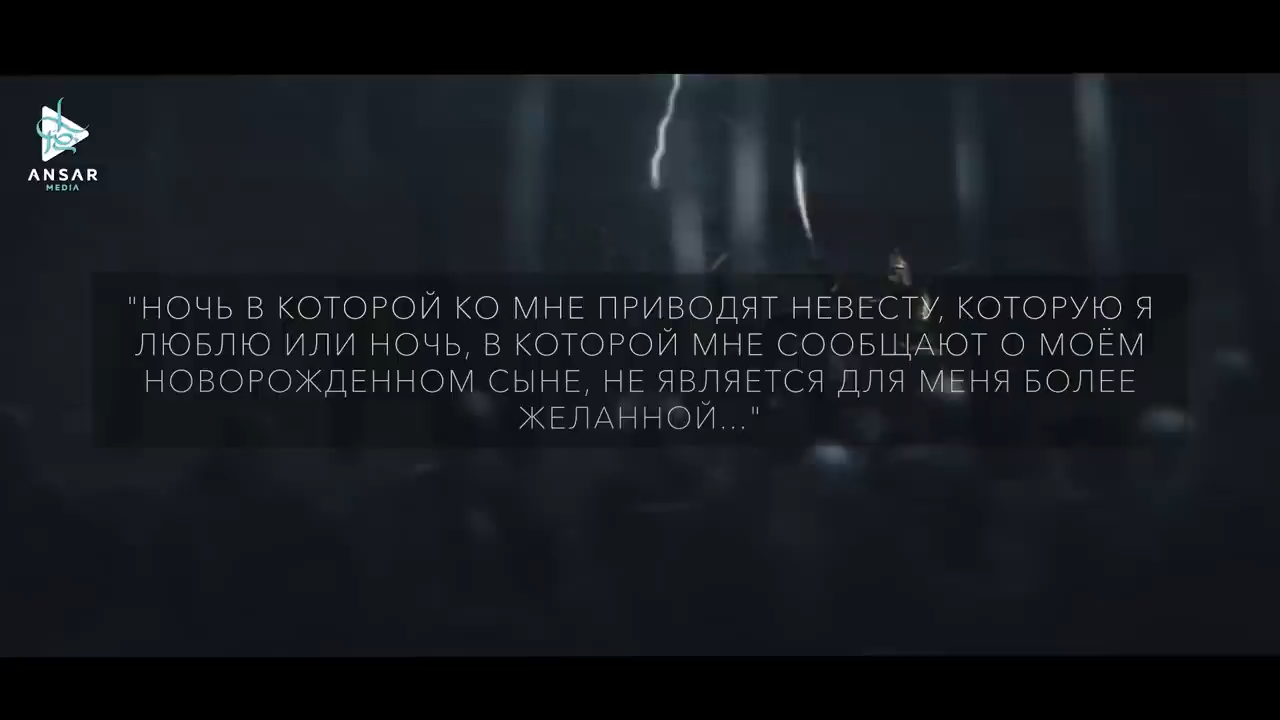 ANSAR
MEDIA
"НОЧЬ В КОТОРОЙ КО МНЕ ПРИВОДЯТ НЕВЕСТУ, КОТОРУЮ Я
ЛЮБЛЮ ИЛИ НОЧЬ, В КОТОРОЙ МНЕ СООБЩАЮТ О МОЁМ
НОВОРОЖДЕННОМ СЫНЕ, НЕ ЯВЛЯЕТСЯ ДЛЯ МЕНЯ БОЛЕЕ
ЖЕЛАННОЙ..."